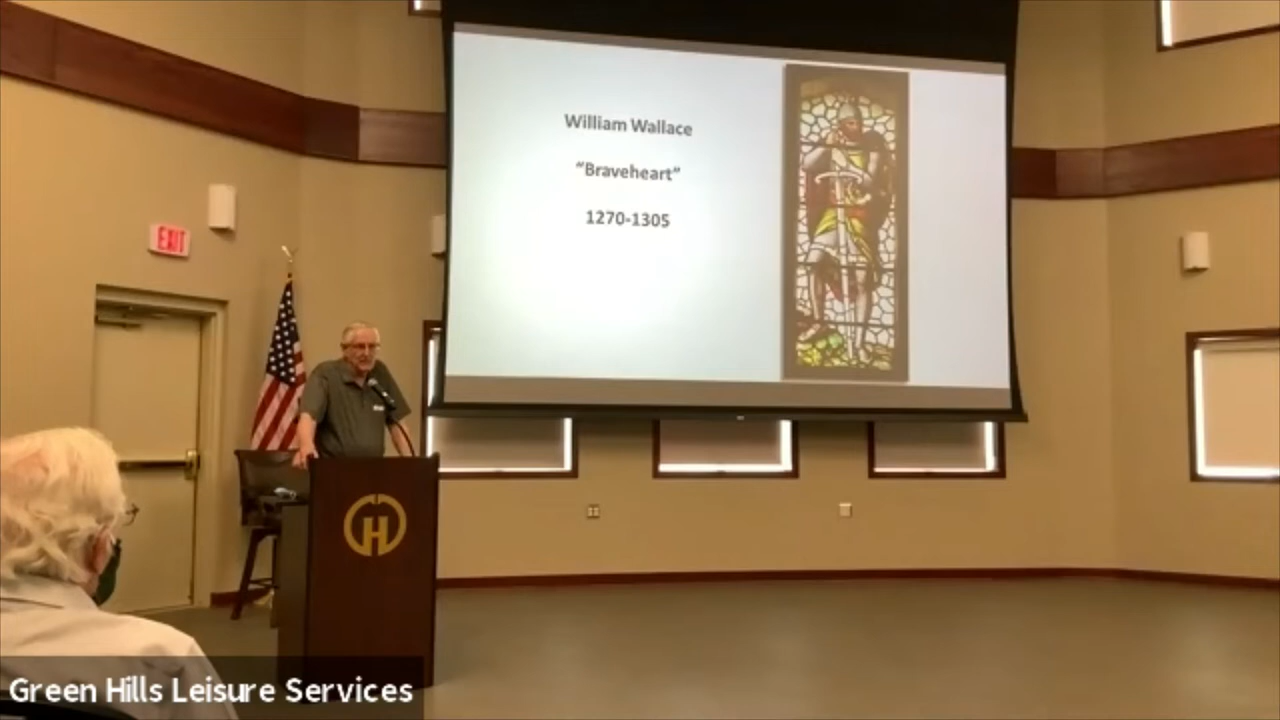 William Wallace
“Braveheart”
1270-1305
EXIT
H
Green Hills Leisure Services